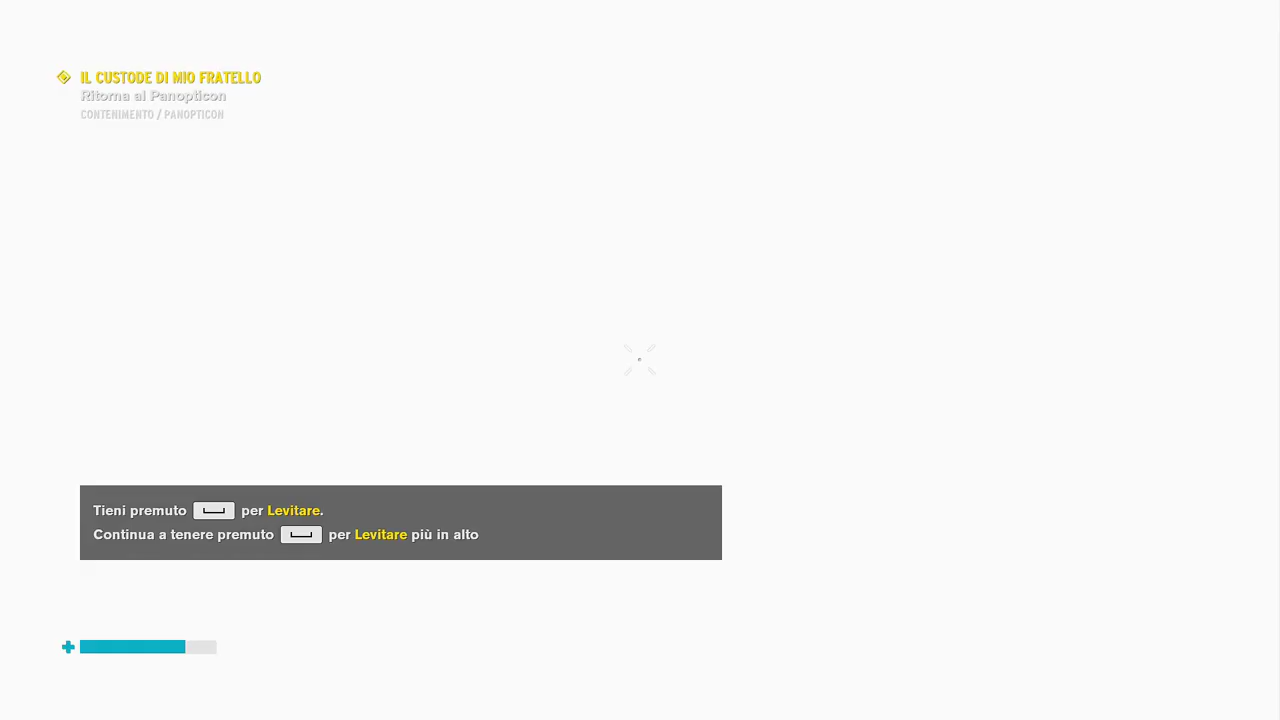 IL CUSTODE DI MIO FRATELLO
Ritorna al Panopticon
CONTENIMENTO / PANOPTICON
Tieni premuto per Levitare.
Continua a tenere premuto per Levitare più in alto